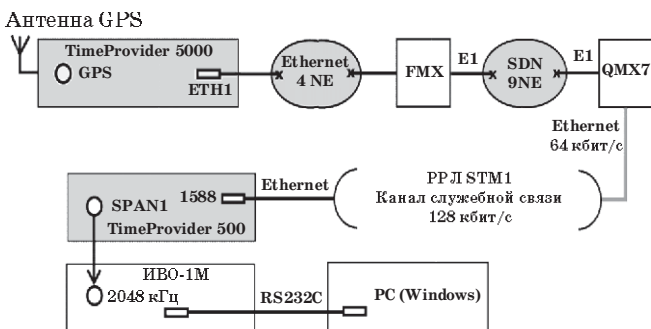 Антенна GPS
TimeProvider 5000
GPS
ETH1
Ethernet
4 NE
FMX
E1
SDN
9NE
E1
QMX7
Ethernet
64 кбит/с
РРЛ STM1
Канал служебной связи
128 кбит/с
Ethernet
1588
SPAN1
TimeProvider 500
ИВО-1М
2048 кГц
RS232C
PC (Windows)